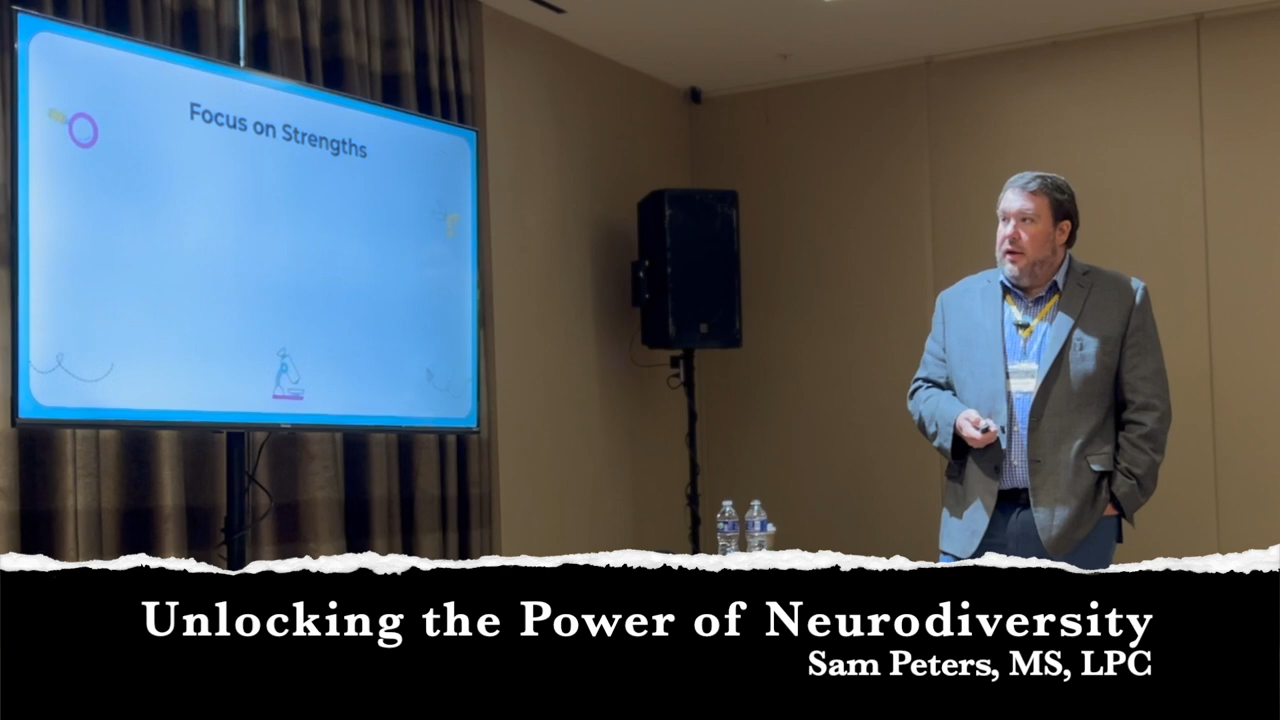 Focus on Strengths
Unlocking the Power of Neurodiversity
Sam Peters, MS, LPC